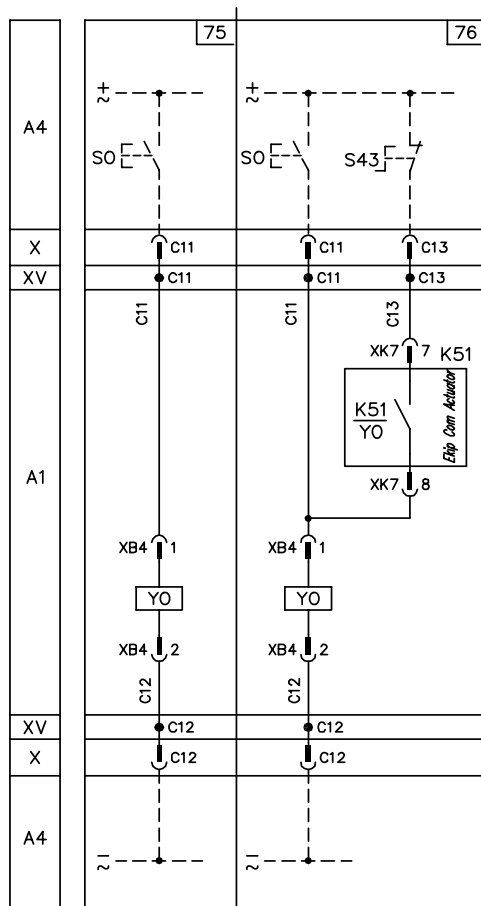 75
76
A4
+
~
+
~
S0
S0
S43
X
C11
C11
C13
XV
C11
C11
C13
C11
C11
C13
XK7 7 K51
K51
Y0
Ekip Com Actuator
A1
XK7 8
XB4 1
XB4 1
Y0
Y0
XB4 2
XB4 2
C12
C12
XV
C12
C12
X
C12
C12
A4
−
~
−
~